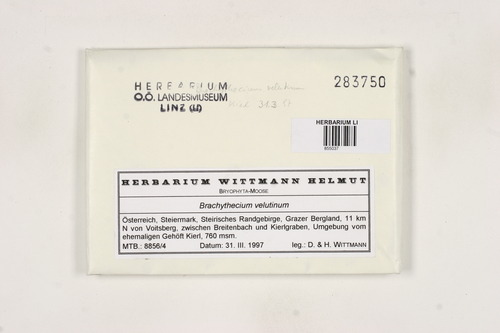 HERBARIUM
O.Ö. LANDESMUSEUM
LINZ (LI)
velutinum
283750
HERBARIUM LI
855037
HERBARIUM WITTMANN HELMUT
BRYOPHYTA-MOOSE
Brachythecium velutinum
Österreich, Steiermark, Steirisches Randgebirge, Grazer Bergland, 11 km
N von Voitsberg, zwischen Breitenbach und Kierlgraben, Umgebung vom
ehemaligen Gehöft Kierl, 760 msm.
MTB.: 8856/4 Datum: 31. III. 1997 leg.: D. & H. WITTMANN